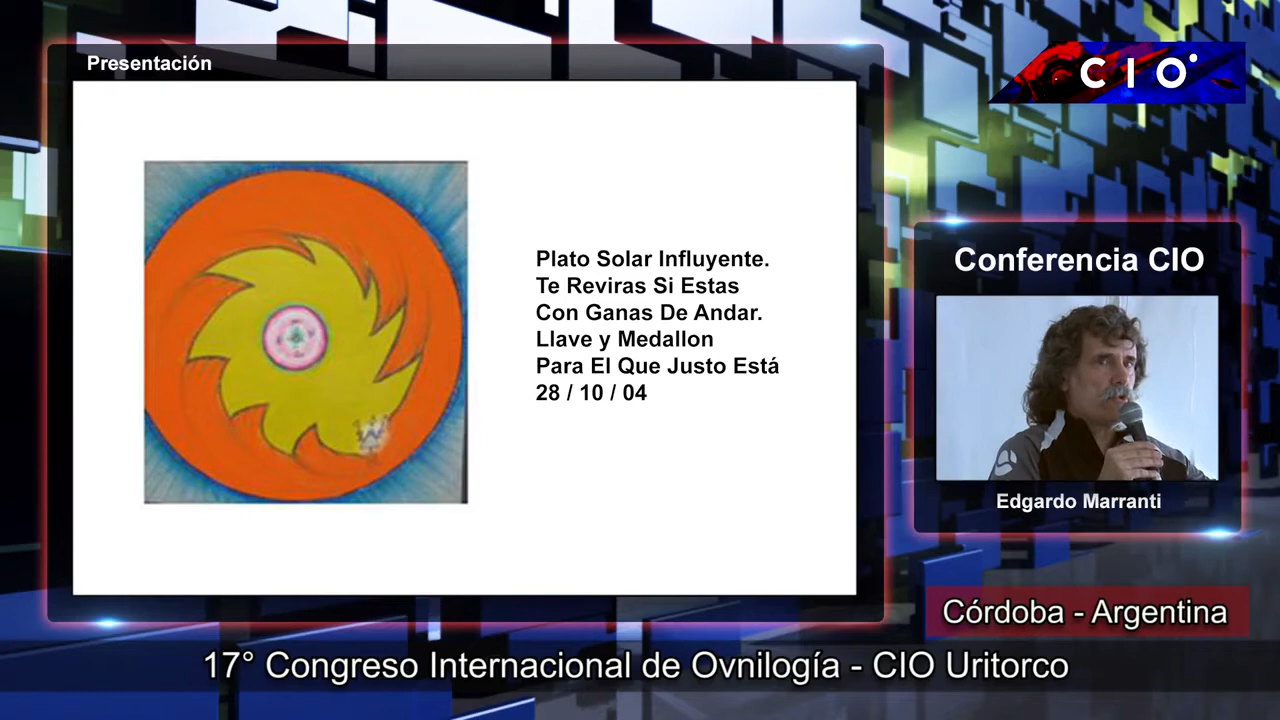 Presentación
CIO
Plato Solar Influyente.
Te Reviras Si Estas
Con Ganas De Andar.
Llave y Medallon
Para El Que Justo Está
28 / 10 / 04
Conferencia CIO
Edgardo Marranti
Córdoba - Argentina
17° Congreso Internacional de Ovnilogía - CIO Uritorco